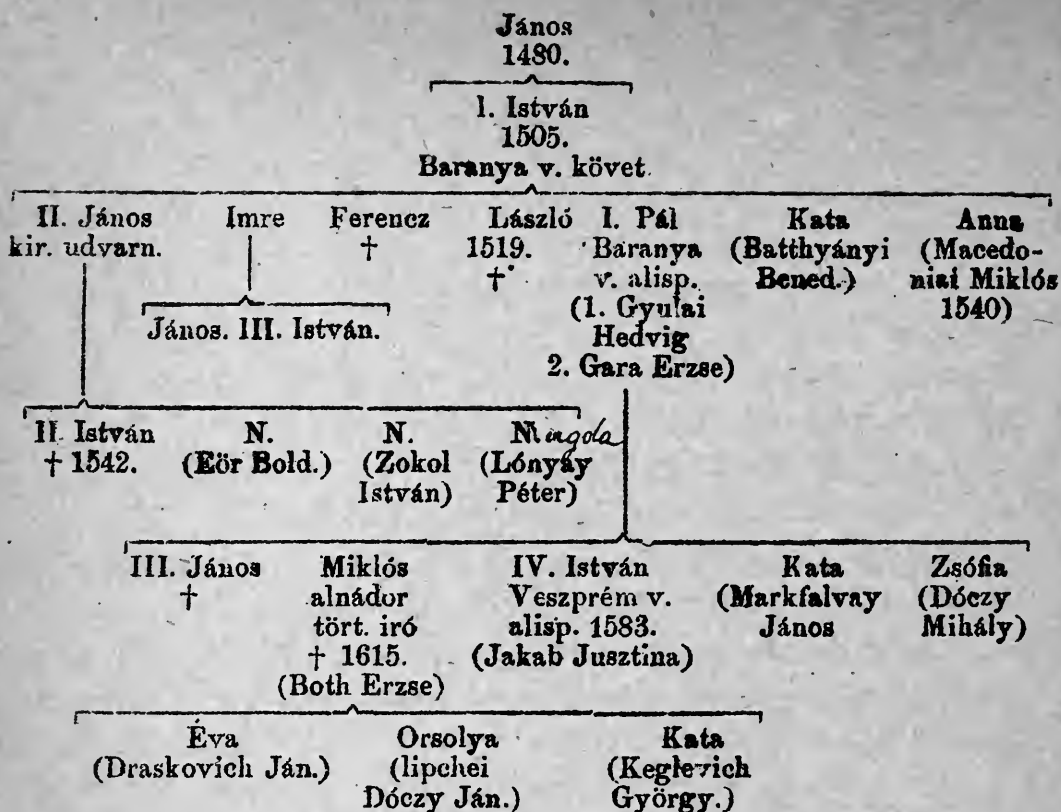 János
1480.
I. István
1505.
Baranya v. követ.
II. János Imre Ferencz László I. Pál Kata Anna
kir. udvarn. † 1519. Baranya (Batthyányi (Macedo-
† v. alisp. Bened.) niai Miklós
(1. Gyulai 1540)
János. III. István. Hedvig
2. Gara Erzse)
II. István N. N. N
† 1542. (Eör Bold.) (Zokol (Lónyay
István) Péter)
III. János Miklós IV. István Kata Zsófia
† alnádor Veszprém v. (Markfalvay (Dóczy
tört. iró alisp. 1583. János Mihály)
† 1615. (Jakab Jusztina)
(Both Erzse)
Éva Orsolya Kata
(Draskovich Ján.) (lipchei (Keglevich
Dóczy Ján.) György.)